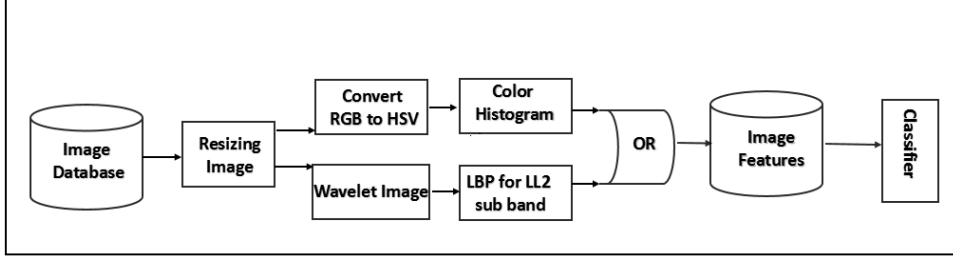 Image
Database
Resizing
Image
Convert
RGB to HSV
Color
Histogram
Wavelet Image
LBP for LL2
sub band
OR
Image
Features
Classifier